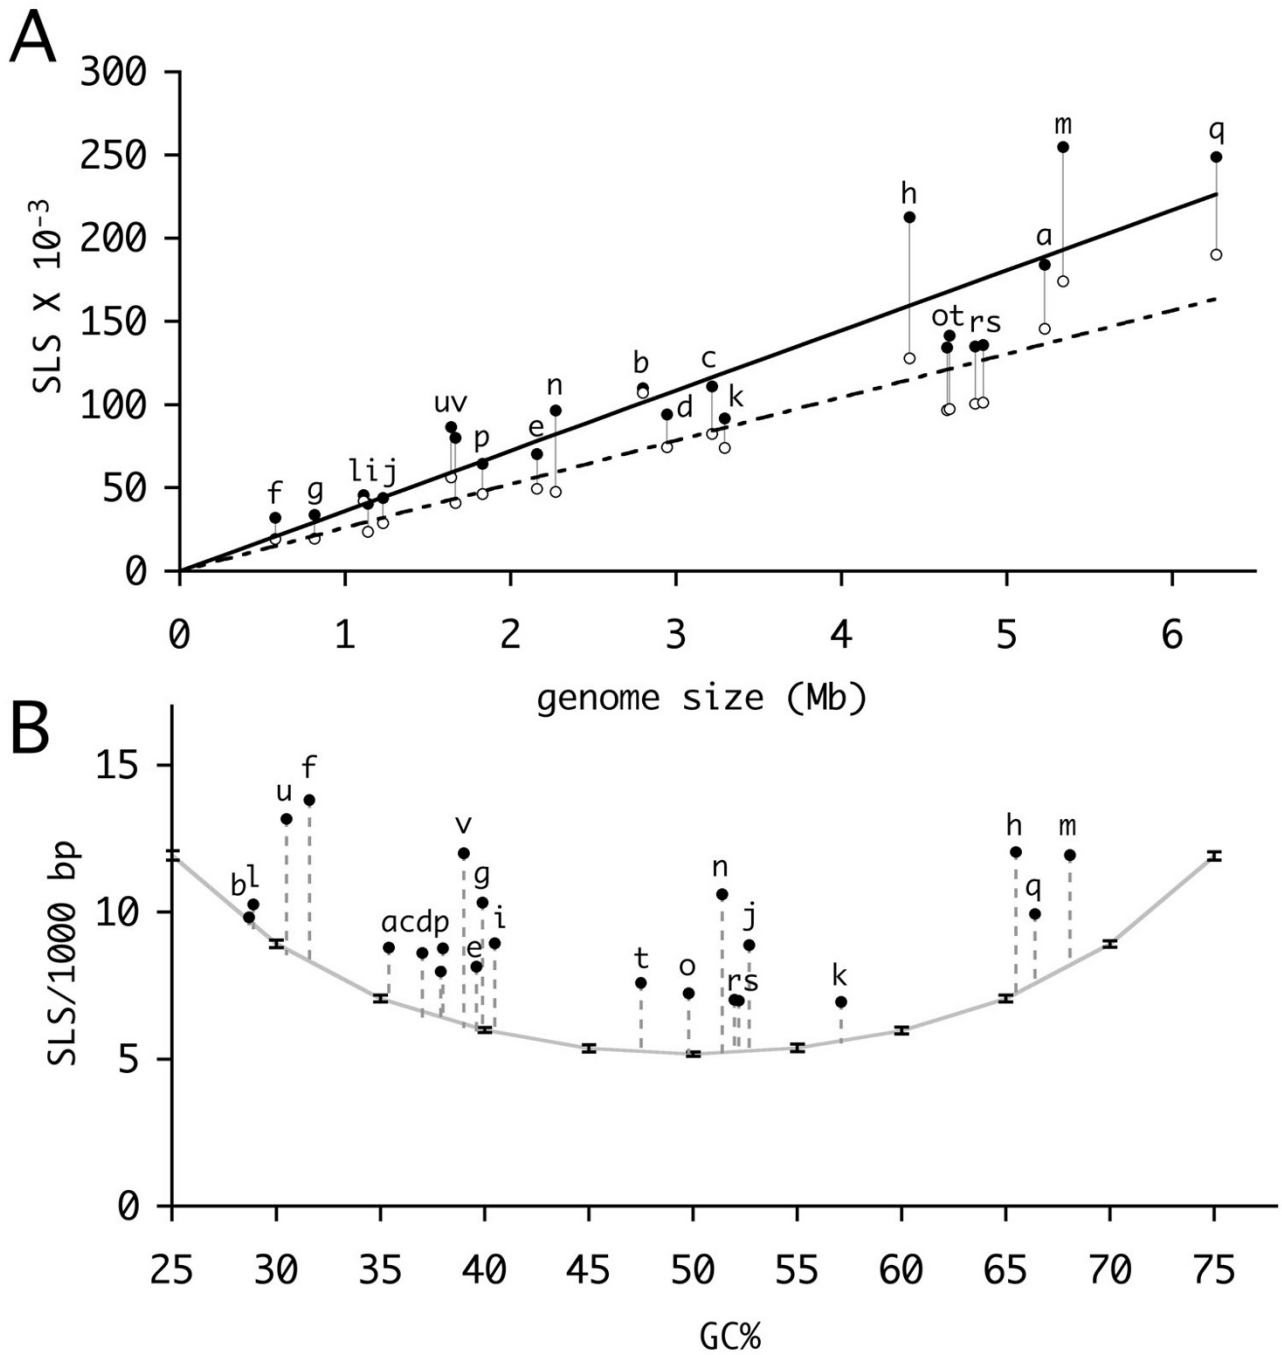 A
300
m
q
250
h
SLS X 10⁻³
200
a
150
ot rs
b c
100
n
k
uv
d
e
p
50
lij
f g
0
0 1 2 3 4 5 6
genome size (Mb)
B
15
f
u
v
h m
n
g
bl
q
10
acdp
i
j
e
t
o
rs
k
SLS/1000 bp
5
0
25 30 35 40 45 50 55 60 65 70 75
GC%